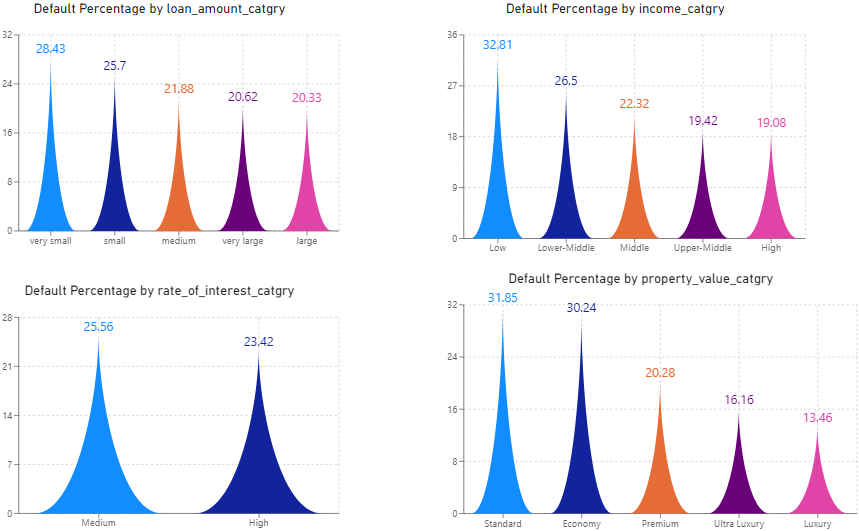 Default Percentage by loan_amount_catgry
32
24
16
8
0
28.43
25.7
21.88
20.62
20.33
very small
small
medium
very large
large
Default Percentage by income_catgry
36
27
18
9
0
32.81
26.5
22.32
19.42
19.08
Low
Lower-Middle
Middle
Upper-Middle
High
Default Percentage by rate_of_interest_catgry
28
21
14
7
0
25.56
23.42
Medium
High
Default Percentage by property_value_catgry
32
24
16
8
0
31.85
30.24
20.28
16.16
13.46
Standard
Economy
Premium
Ultra Luxury
Luxury